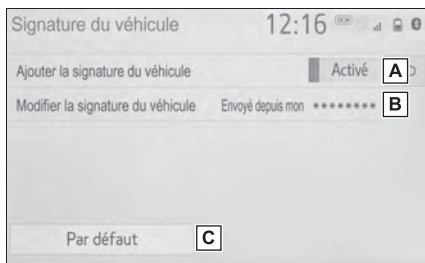 Signature du véhicule 12:16 DCM
Ajouter la signature du véhicule Activé A
Modifier la signature du véhicule Envoyé depuis mon ******** B
Par défaut C